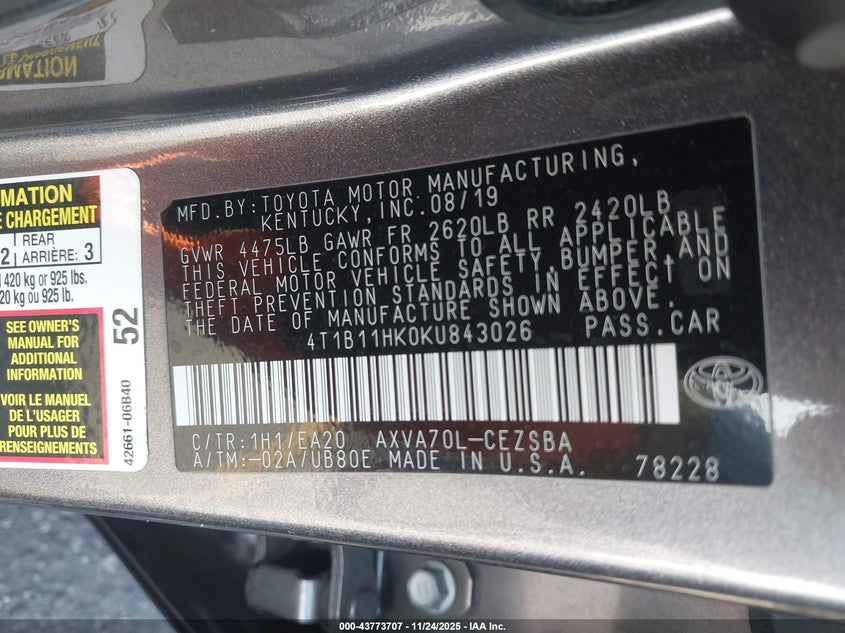 MATION
MATION
E CHARGEMENT
2 REAR ARRIÈRE: 3
420 kg or 925 lbs.
20 kg ou 925 lb.
SEE OWNER'S
MANUAL FOR
ADDITIONAL
INFORMATION
VOIR LE MANUEL
DE L'USAGER
POUR PLUS DE
RENSEIGNEMENTS
52
42661-06B40
MFD.BY:TOYOTA MOTOR MANUFACTURING,
KENTUCKY,INC.08/19
GVWR 4475LB GAWR FR 2620LB RR 2420LB
THIS VEHICLE CONFORMS TO ALL APPLICABLE
FEDERAL MOTOR VEHICLE SAFETY,BUMPER,AND
THEFT PREVENTION STANDARDS IN EFFECT ON
THE DATE OF MANUFACTURE SHOWN ABOVE.
4T1B11HK0KU843026 PASS.CAR
C/TR:1H1/EA20 AXVA70L-CEZSBA
A/TM:-02A/UB80E MADE IN U.S.A. 78228
000-43773707 - 11/24/2025 - IAA Inc.